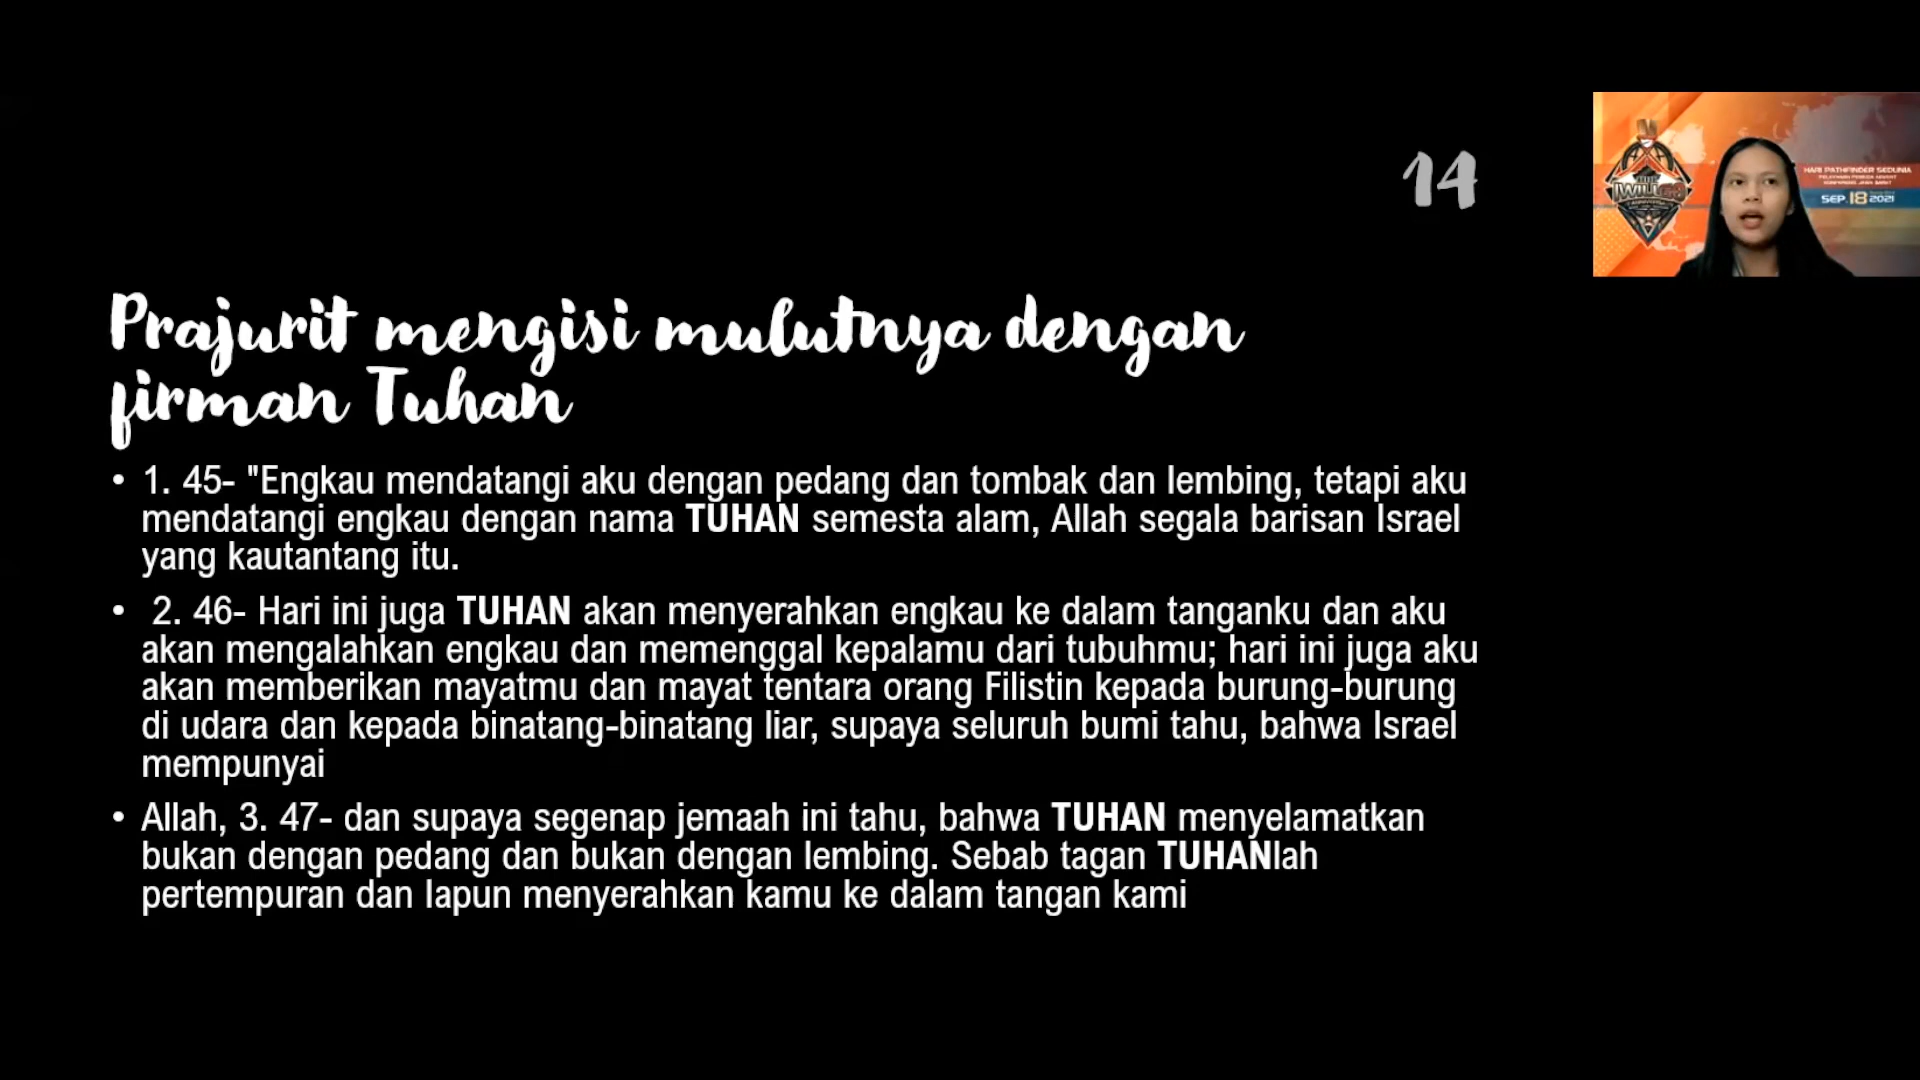 14
Prajurit mengisi mulutnya dengan
firman Tuhan
• 1. 45- "Engkau mendatangi aku dengan pedang dan tombak dan lembing, tetapi aku
mendatangi engkau dengan nama TUHAN semesta alam, Allah segala barisan Israel
yang kautantang itu.
• 2. 46- Hari ini juga TUHAN akan menyerahkan engkau ke dalam tanganku dan aku
akan mengalahkan engkau dan memenggal kepalamu dari tubuhmu; hari ini juga aku
akan memberikan mayatmu dan mayat tentara orang Filistin kepada burung-burung
di udara dan kepada binatang-binatang liar, supaya seluruh bumi tahu, bahwa Israel
mempunyai
• Allah, 3. 47- dan supaya segenap jemaah ini tahu, bahwa TUHAN menyelamatkan
bukan dengan pedang dan bukan dengan lembing. Sebab tagan TUHANlah
pertempuran dan Iapun menyerahkan kamu ke dalam tangan kami
I WILL GO
HARI PATHFINDER SEDUNIA
SEP 18 2021